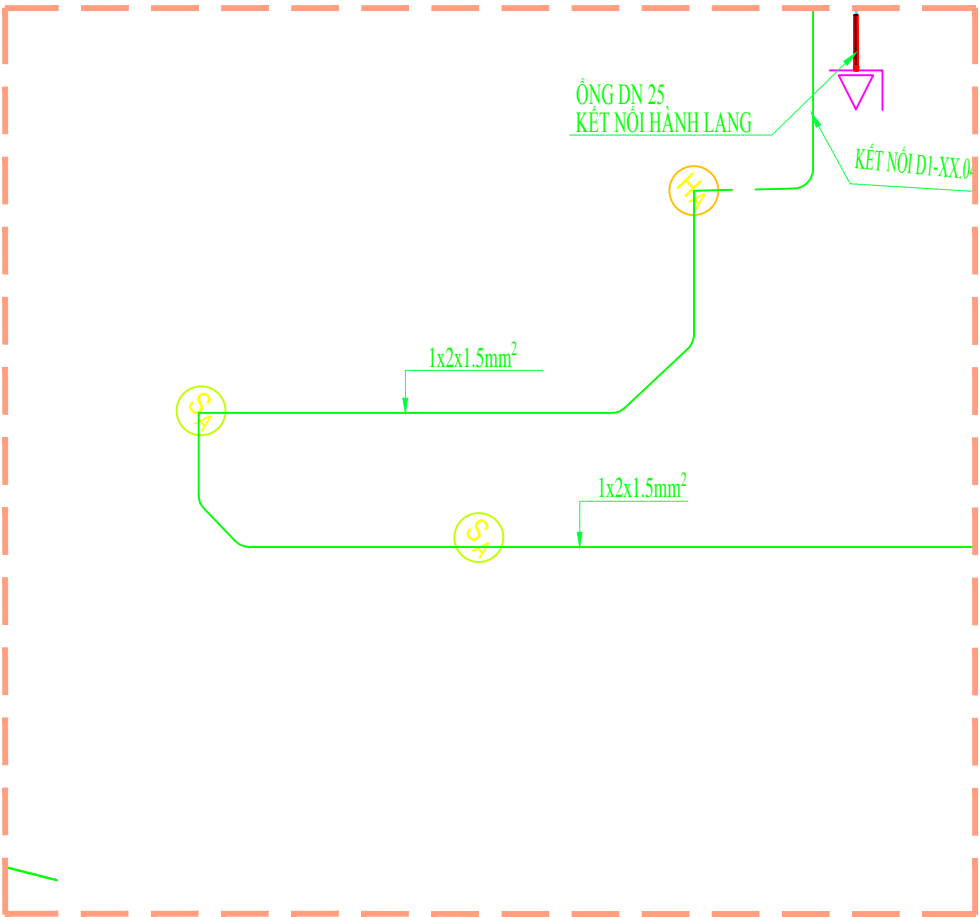 ỐNG DN 25
KẾT NỐI HÀNH LANG
KẾT NỐI D1-XX.0
HA
1x2x1.5mm²
SA
1x2x1.5mm²
SA